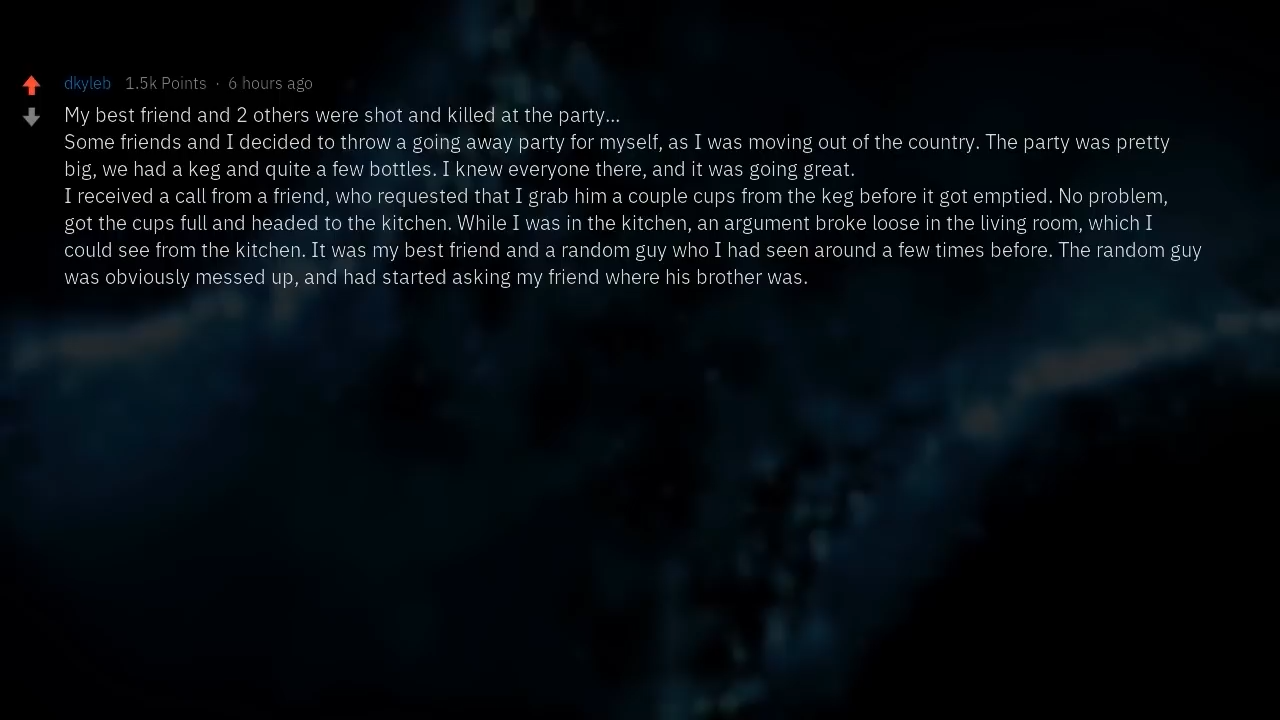 dkyleb 1.5k Points · 6 hours ago
My best friend and 2 others were shot and killed at the party...
Some friends and I decided to throw a going away party for myself, as I was moving out of the country. The party was pretty
big, we had a keg and quite a few bottles. I knew everyone there, and it was going great.
I received a call from a friend, who requested that I grab him a couple cups from the keg before it got emptied. No problem,
got the cups full and headed to the kitchen. While I was in the kitchen, an argument broke loose in the living room, which I
could see from the kitchen. It was my best friend and a random guy who I had seen around a few times before. The random guy
was obviously messed up, and had started asking my friend where his brother was.